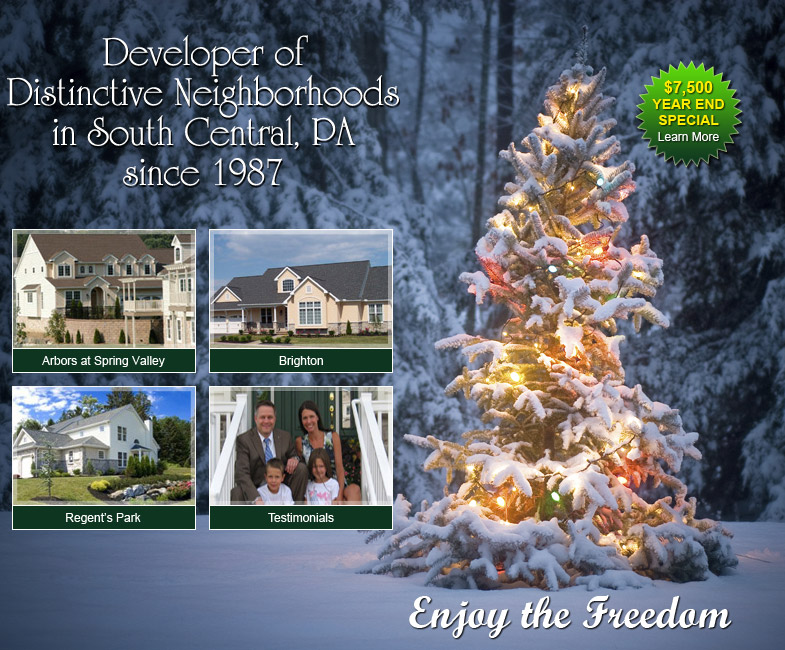 Developer of
Distinctive Neighborhoods
in South Central, PA
since 1987
$7,500
YEAR END
SPECIAL
Learn More
Arbors at Spring Valley
Brighton
Regent's Park
Testimonials
Enjoy the Freedom